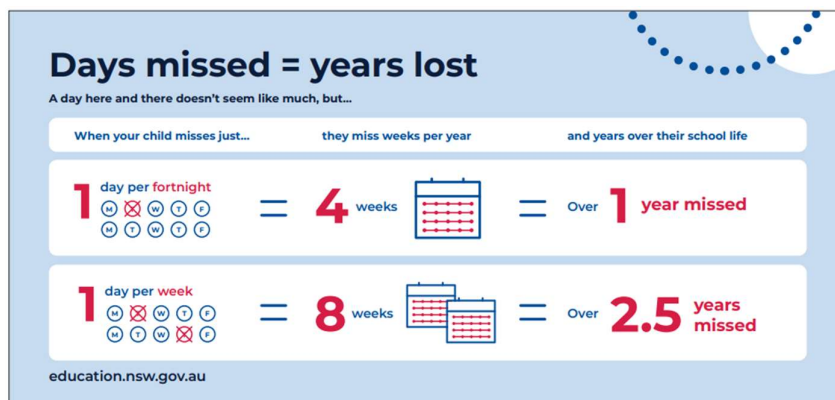 Days missed = years lost
A day here and there doesn't seem like much, but...
When your child misses just... they miss weeks per year and years over their school life
1 day per fortnight = 4 weeks = Over 1 year missed
M T W T F
M T W T F
1 day per week = 8 weeks = Over 2.5 years missed
M T W T F
M T W T F
education.nsw.gov.au